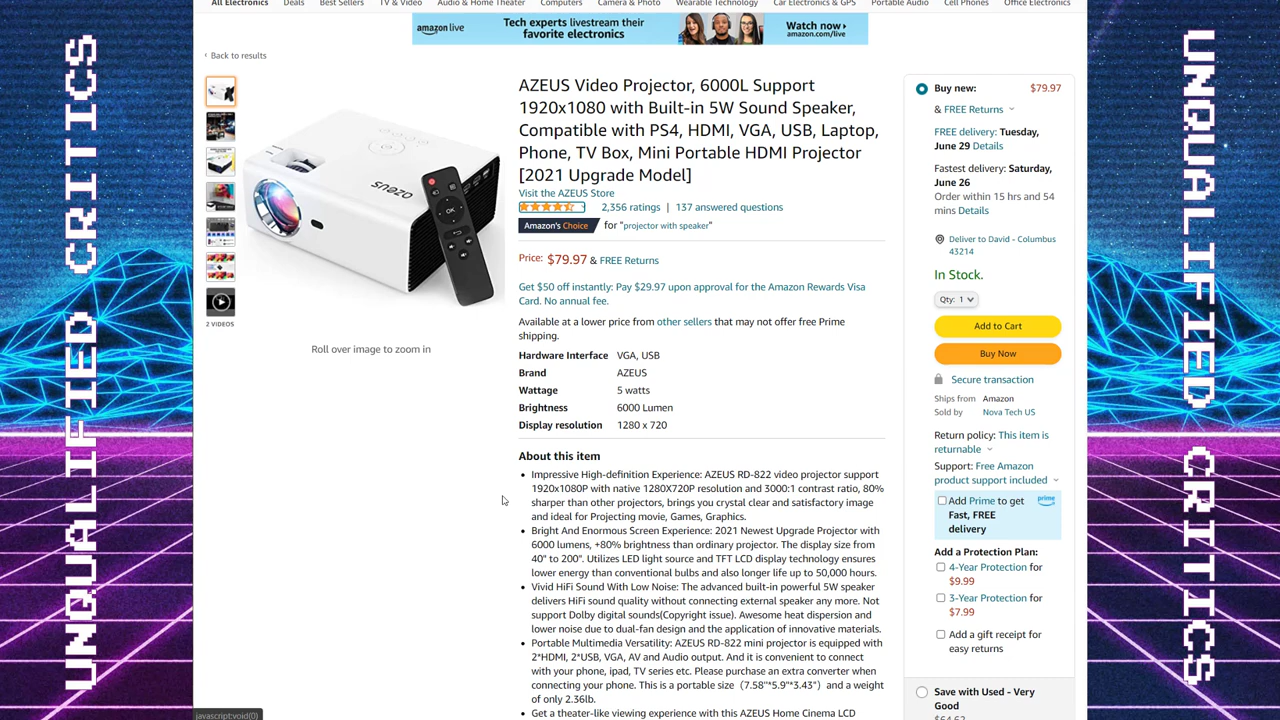 All Electronics Deals Best Sellers TV & Video Audio & Home Theater Computers Camera & Photo Wearable Technology Car Electronics & GPS Portable Audio Cell Phones Office Electronics
amazon live
Tech experts livestream their
favorite electronics
Watch now
amazon.com/live
‹ Back to results
UNQUALIFIED CRITICS
AZEUS
OK
2 VIDEOS
Roll over image to zoom in
AZEUS Video Projector, 6000L Support
1920x1080 with Built-in 5W Sound Speaker,
Compatible with PS4, HDMI, VGA, USB, Laptop,
Phone, TV Box, Mini Portable HDMI Projector
[2021 Upgrade Model]
Visit the AZEUS Store
2,356 ratings | 137 answered questions
Amazon's Choice for "projector with speaker"
Price: $79.97 & FREE Returns
Get $50 off instantly: Pay $29.97 upon approval for the Amazon Rewards Visa
Card. No annual fee.
Available at a lower price from other sellers that may not offer free Prime
shipping.
Hardware Interface VGA, USB
Brand AZEUS
Wattage 5 watts
Brightness 6000 Lumen
Display resolution 1280 x 720
About this item
• Impressive High-definition Experience: AZEUS RD-822 video projector support
1920x1080P with native 1280X720P resolution and 3000:1 contrast ratio, 80%
sharper than other projectors, brings you crystal clear and satisfactory image
and ideal for Projecting movie, Games, Graphics.
• Bright And Enormous Screen Experience: 2021 Newest Upgrade Projector with
6000 lumens, +80% brightness than ordinary projector. The display size from
40" to 200". Utilizes LED light source and TFT LCD display technology ensures
lower energy than conventional bulbs and also longer life up to 50,000 hours.
• Vivid HiFi Sound With Low Noise: The advanced built-in powerful 5W speaker
delivers HiFi sound quality without connecting external speaker any more. Not
support Dolby digital sounds(Copyright issue). Awesome heat dispersion and
lower noise due to dual-fan design and the application of innovative materials.
• Portable Multimedia Versatility: AZEUS RD-822 mini projector is equipped with
2*HDMI, 2*USB, VGA, AV and Audio output. And it is convenient to connect
with your phone, ipad, TV series etc. Please purchase an extra converter when
connecting your phone. This is a portable size（7.58"*5.9"*3.43"）and a weight
of only 2.36lb.
• Get a theater-like viewing experience with this AZEUS Home Cinema LCD
Buy new: $79.97
& FREE Returns
FREE delivery: Tuesday,
June 29 Details
Fastest delivery: Saturday,
June 26
Order within 15 hrs and 54
mins Details
Deliver to David - Columbus
43214
In Stock.
Qty: 1
Add to Cart
Buy Now
Secure transaction
Ships from Amazon
Sold by Nova Tech US
Return policy: This item is
returnable
Support: Free Amazon
product support included
Add Prime to get
Fast, FREE
delivery
prime
Add a Protection Plan:
4-Year Protection for
$9.99
3-Year Protection for
$7.99
Add a gift receipt for
easy returns
Save with Used - Very
Good
$64.62
UNQUALIFIED CRITICS
javascript:void(0)